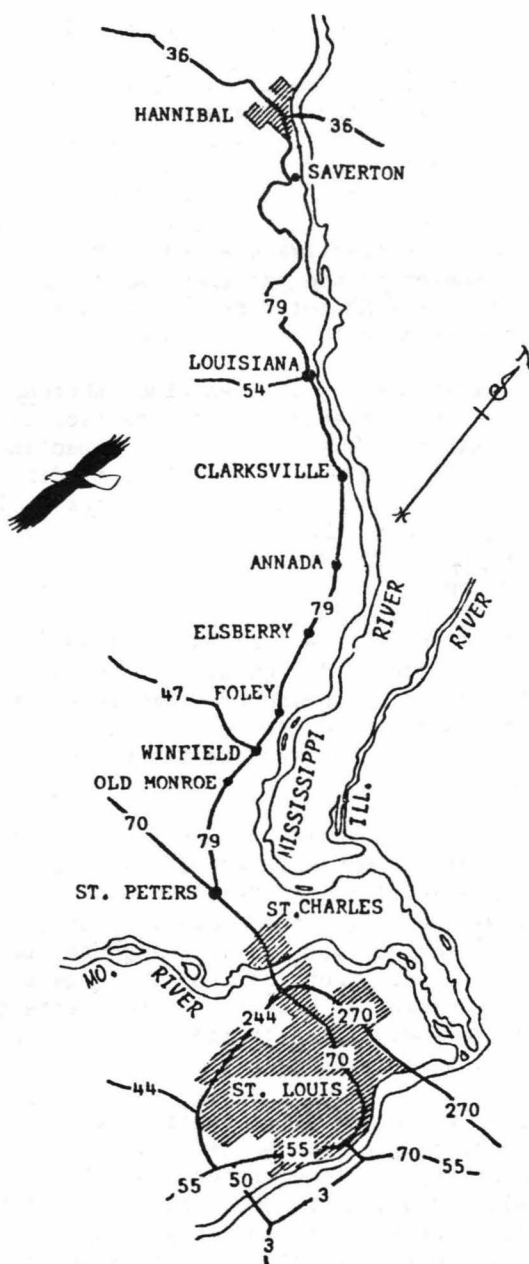 36
HANNIBAL
36
SAVERTON
79
LOUISIANA
54
CLARKSVILLE
N
ANNADA
79
ELSBERRY
RIVER
RIVER
47
FOLEY
WINFIELD
MISSISSIPPI
OLD MONROE
ILL.
70
79
ST. PETERS
ST. CHARLES
MO. RIVER
244
270
70
44
ST. LOUIS
270
55
70
55
55
50
3
3